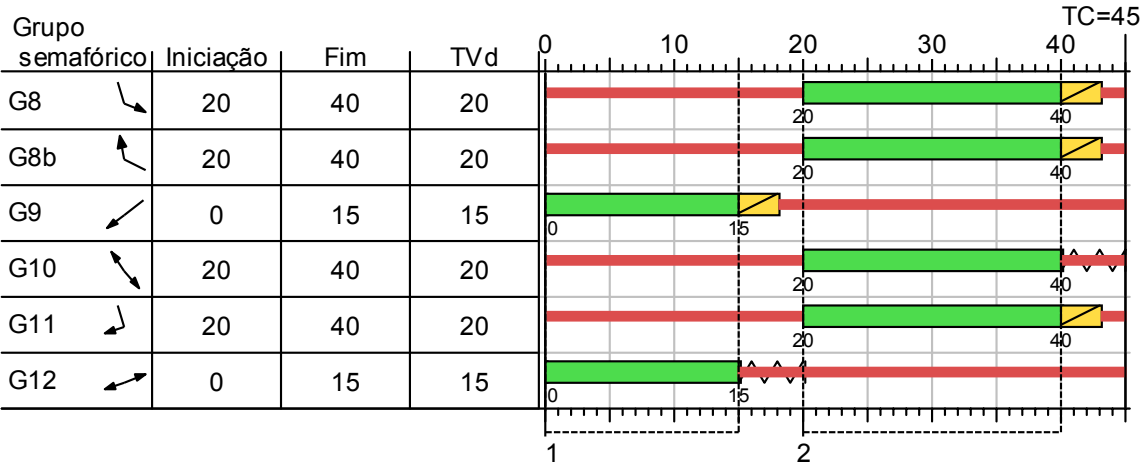 TC=45
Grupo
semafórico Iniciação Fim TVd 0 10 20 30 40
G8 20 40 20
20 40
G8b 20 40 20
20 40
G9 0 15 15
0 15
G10 20 40 20
20 40
G11 20 40 20
20 40
G12 0 15 15
0 15
1 2